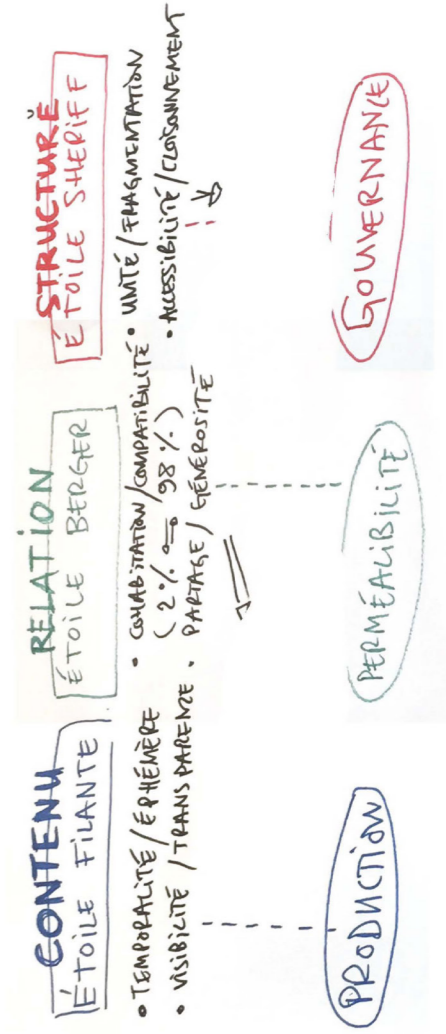 CONTENU
ÉTOILE FILANTE
• TEMPORALITÉ / ÉPHÉMÈRE
• VISIBILITÉ / TRANSPARENCE
PRODUCTION
RELATION
ÉTOILE BERGER
• COHABITATION/COMPATIBILITÉ
(2% ⇆ 98%)
• PARTAGE / GÉNÉROSITÉ
PERMÉALIBILITÉ
STRUCTURE
ÉTOILE SHERIFF
• UNITÉ / FRAGMENTATION
• ACCESSIBILITÉ / CLOISONNEMENT
GOUVERNANCE